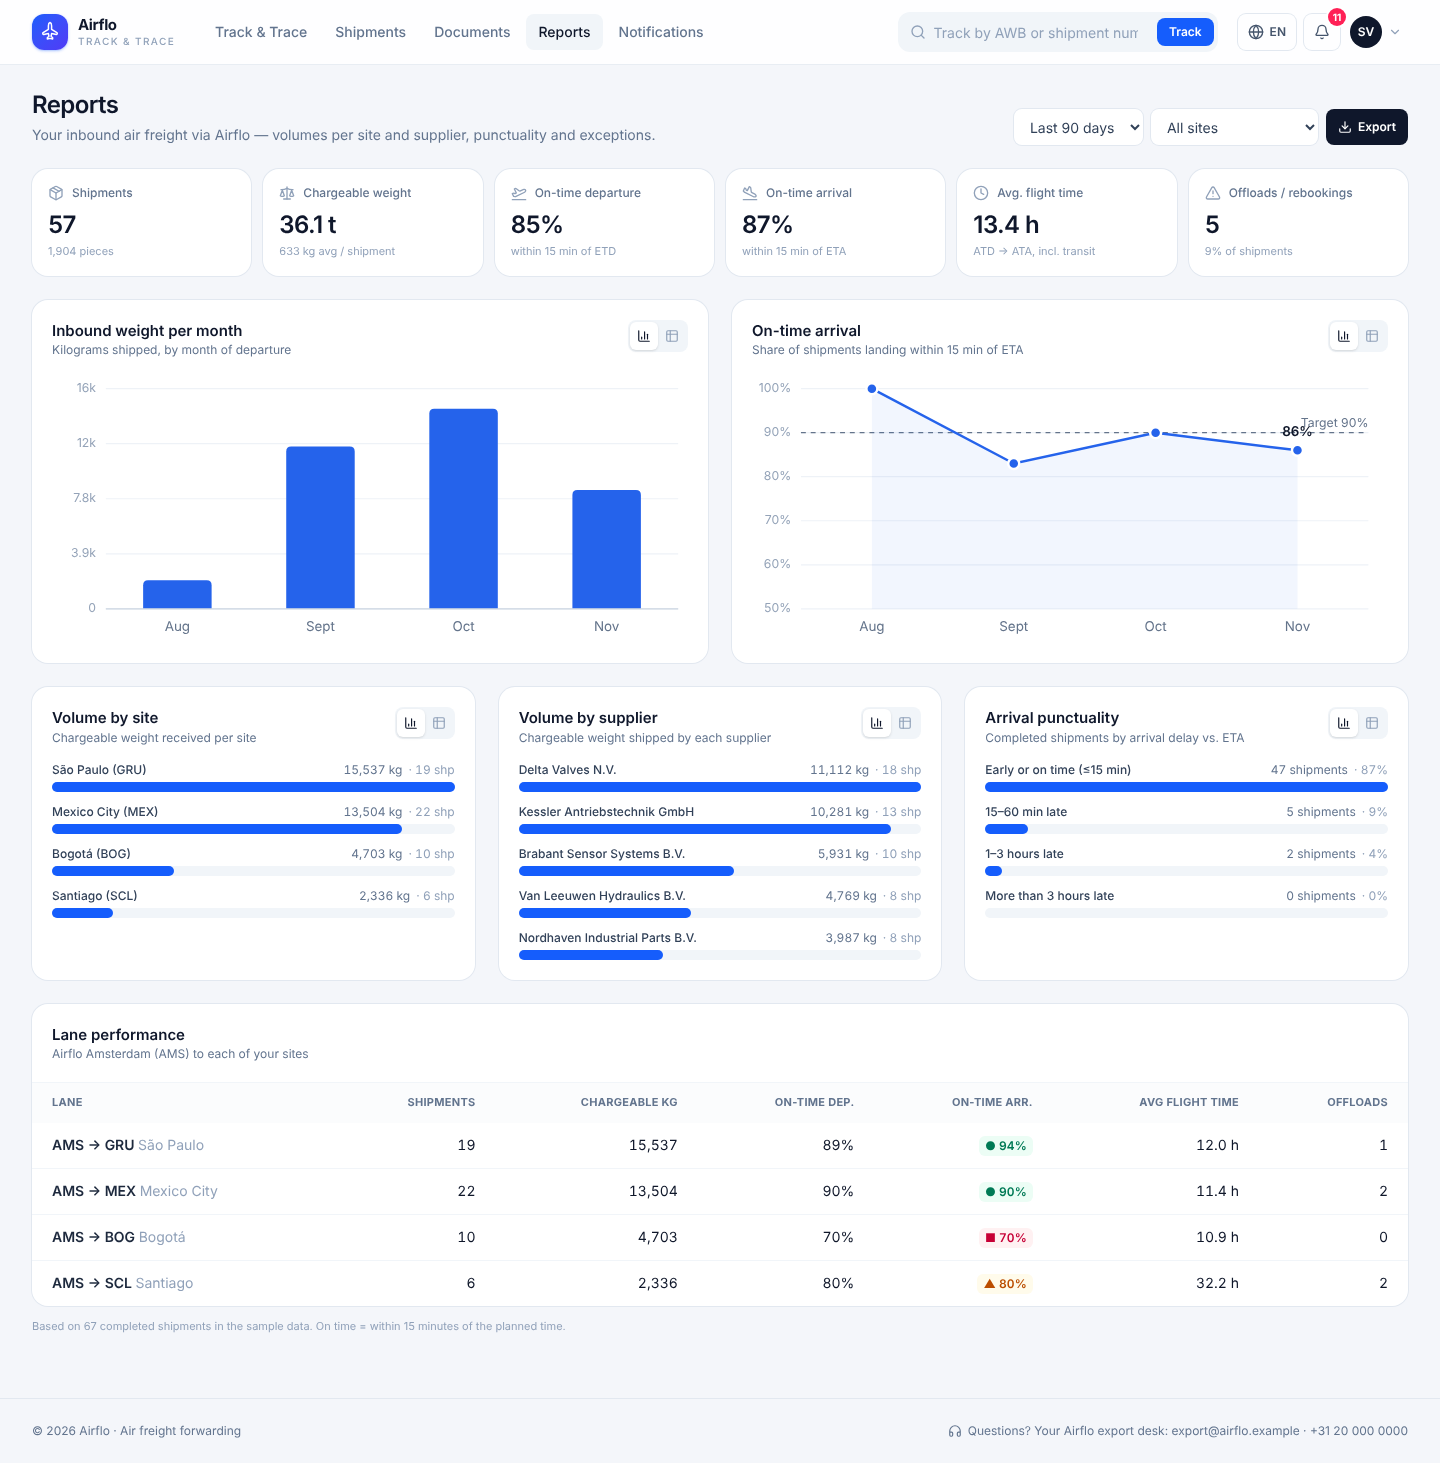 Airflo
TRACK & TRACE
Track & Trace
Shipments
Documents
Reports
Notifications
Track by AWB or shipment num
Track
EN
11
SV
Reports
Your inbound air freight via Airflo — volumes per site and supplier, punctuality and exceptions.
Last 90 days
All sites
Export
Shipments
57
1,904 pieces
Chargeable weight
36.1 t
633 kg avg / shipment
On-time departure
85%
within 15 min of ETD
On-time arrival
87%
within 15 min of ETA
Avg. flight time
13.4 h
ATD → ATA, incl. transit
Offloads / rebookings
5
9% of shipments
Inbound weight per month
Kilograms shipped, by month of departure
16k
12k
7.8k
3.9k
0
Aug
Sept
Oct
Nov
On-time arrival
Share of shipments landing within 15 min of ETA
100%
90%
80%
70%
60%
50%
Target 90%
86%
Aug
Sept
Oct
Nov
Volume by site
Chargeable weight received per site
São Paulo (GRU) 15,537 kg · 19 shp
Mexico City (MEX) 13,504 kg · 22 shp
Bogotá (BOG) 4,703 kg · 10 shp
Santiago (SCL) 2,336 kg · 6 shp
Volume by supplier
Chargeable weight shipped by each supplier
Delta Valves N.V. 11,112 kg · 18 shp
Kessler Antriebstechnik GmbH 10,281 kg · 13 shp
Brabant Sensor Systems B.V. 5,931 kg · 10 shp
Van Leeuwen Hydraulics B.V. 4,769 kg · 8 shp
Nordhaven Industrial Parts B.V. 3,987 kg · 8 shp
Arrival punctuality
Completed shipments by arrival delay vs. ETA
Early or on time (≤15 min) 47 shipments · 87%
15–60 min late 5 shipments · 9%
1–3 hours late 2 shipments · 4%
More than 3 hours late 0 shipments · 0%
Lane performance
Airflo Amsterdam (AMS) to each of your sites
LANE SHIPMENTS CHARGEABLE KG ON-TIME DEP. ON-TIME ARR. AVG FLIGHT TIME OFFLOADS
AMS → GRU São Paulo 19 15,537 89% 94% 12.0 h 1
AMS → MEX Mexico City 22 13,504 90% 90% 11.4 h 2
AMS → BOG Bogotá 10 4,703 70% 70% 10.9 h 0
AMS → SCL Santiago 6 2,336 80% 80% 32.2 h 2
Based on 67 completed shipments in the sample data. On time = within 15 minutes of the planned time.
© 2026 Airflo · Air freight forwarding
Questions? Your Airflo export desk: export@airflo.example · +31 20 000 0000